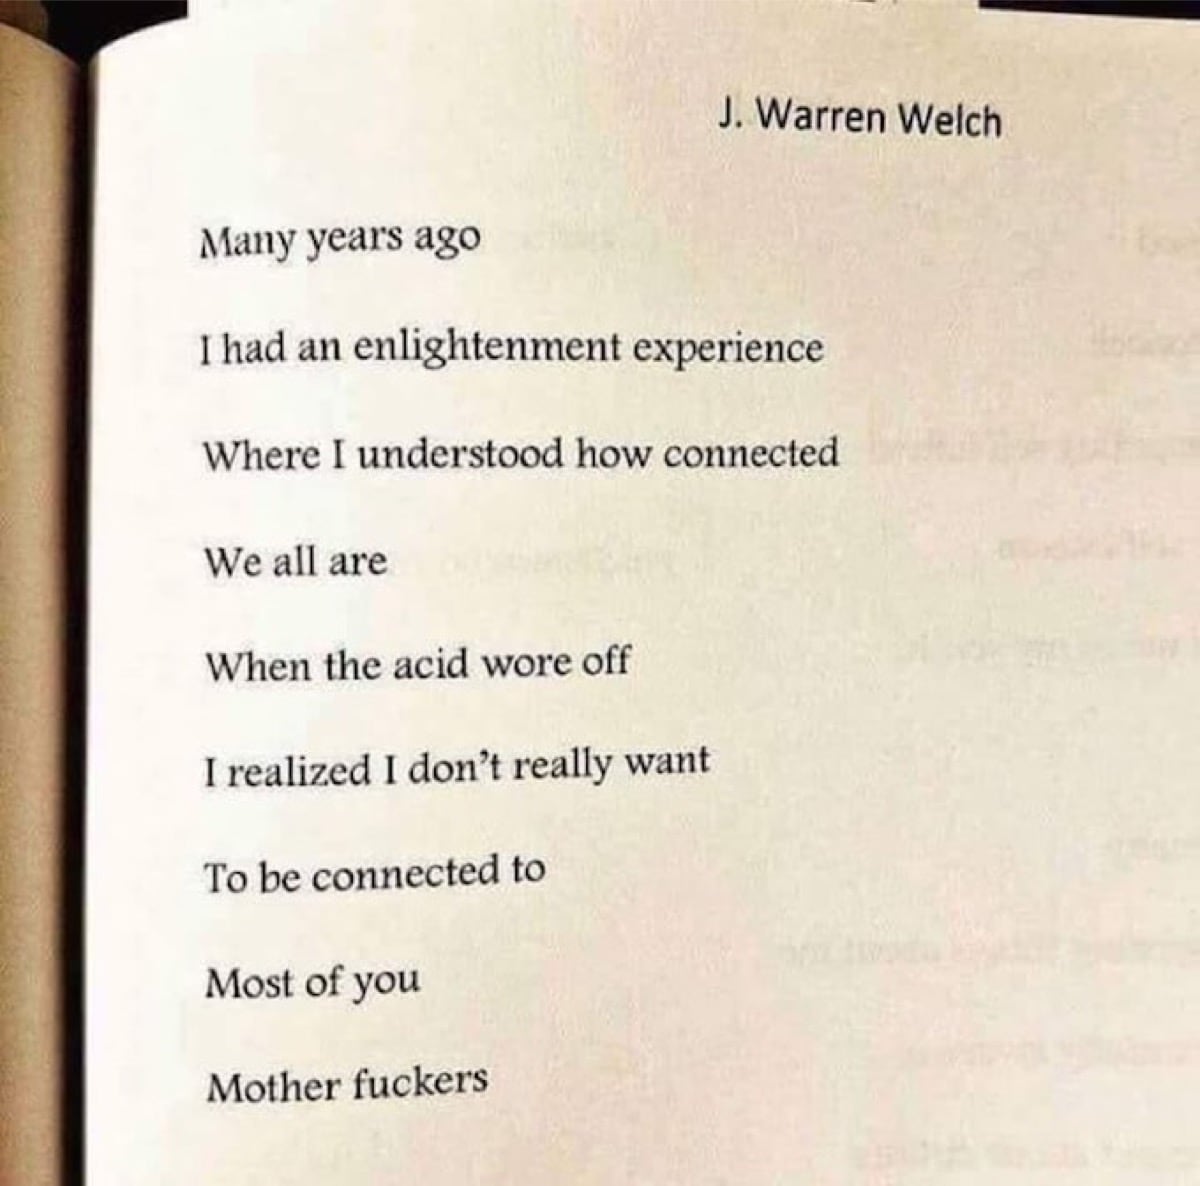 J. Warren Welch
Many years ago
I had an enlightenment experience
Where I understood how connected
We all are
When the acid wore off
I realized I don't really want
To be connected to
Most of you
Mother fuckers